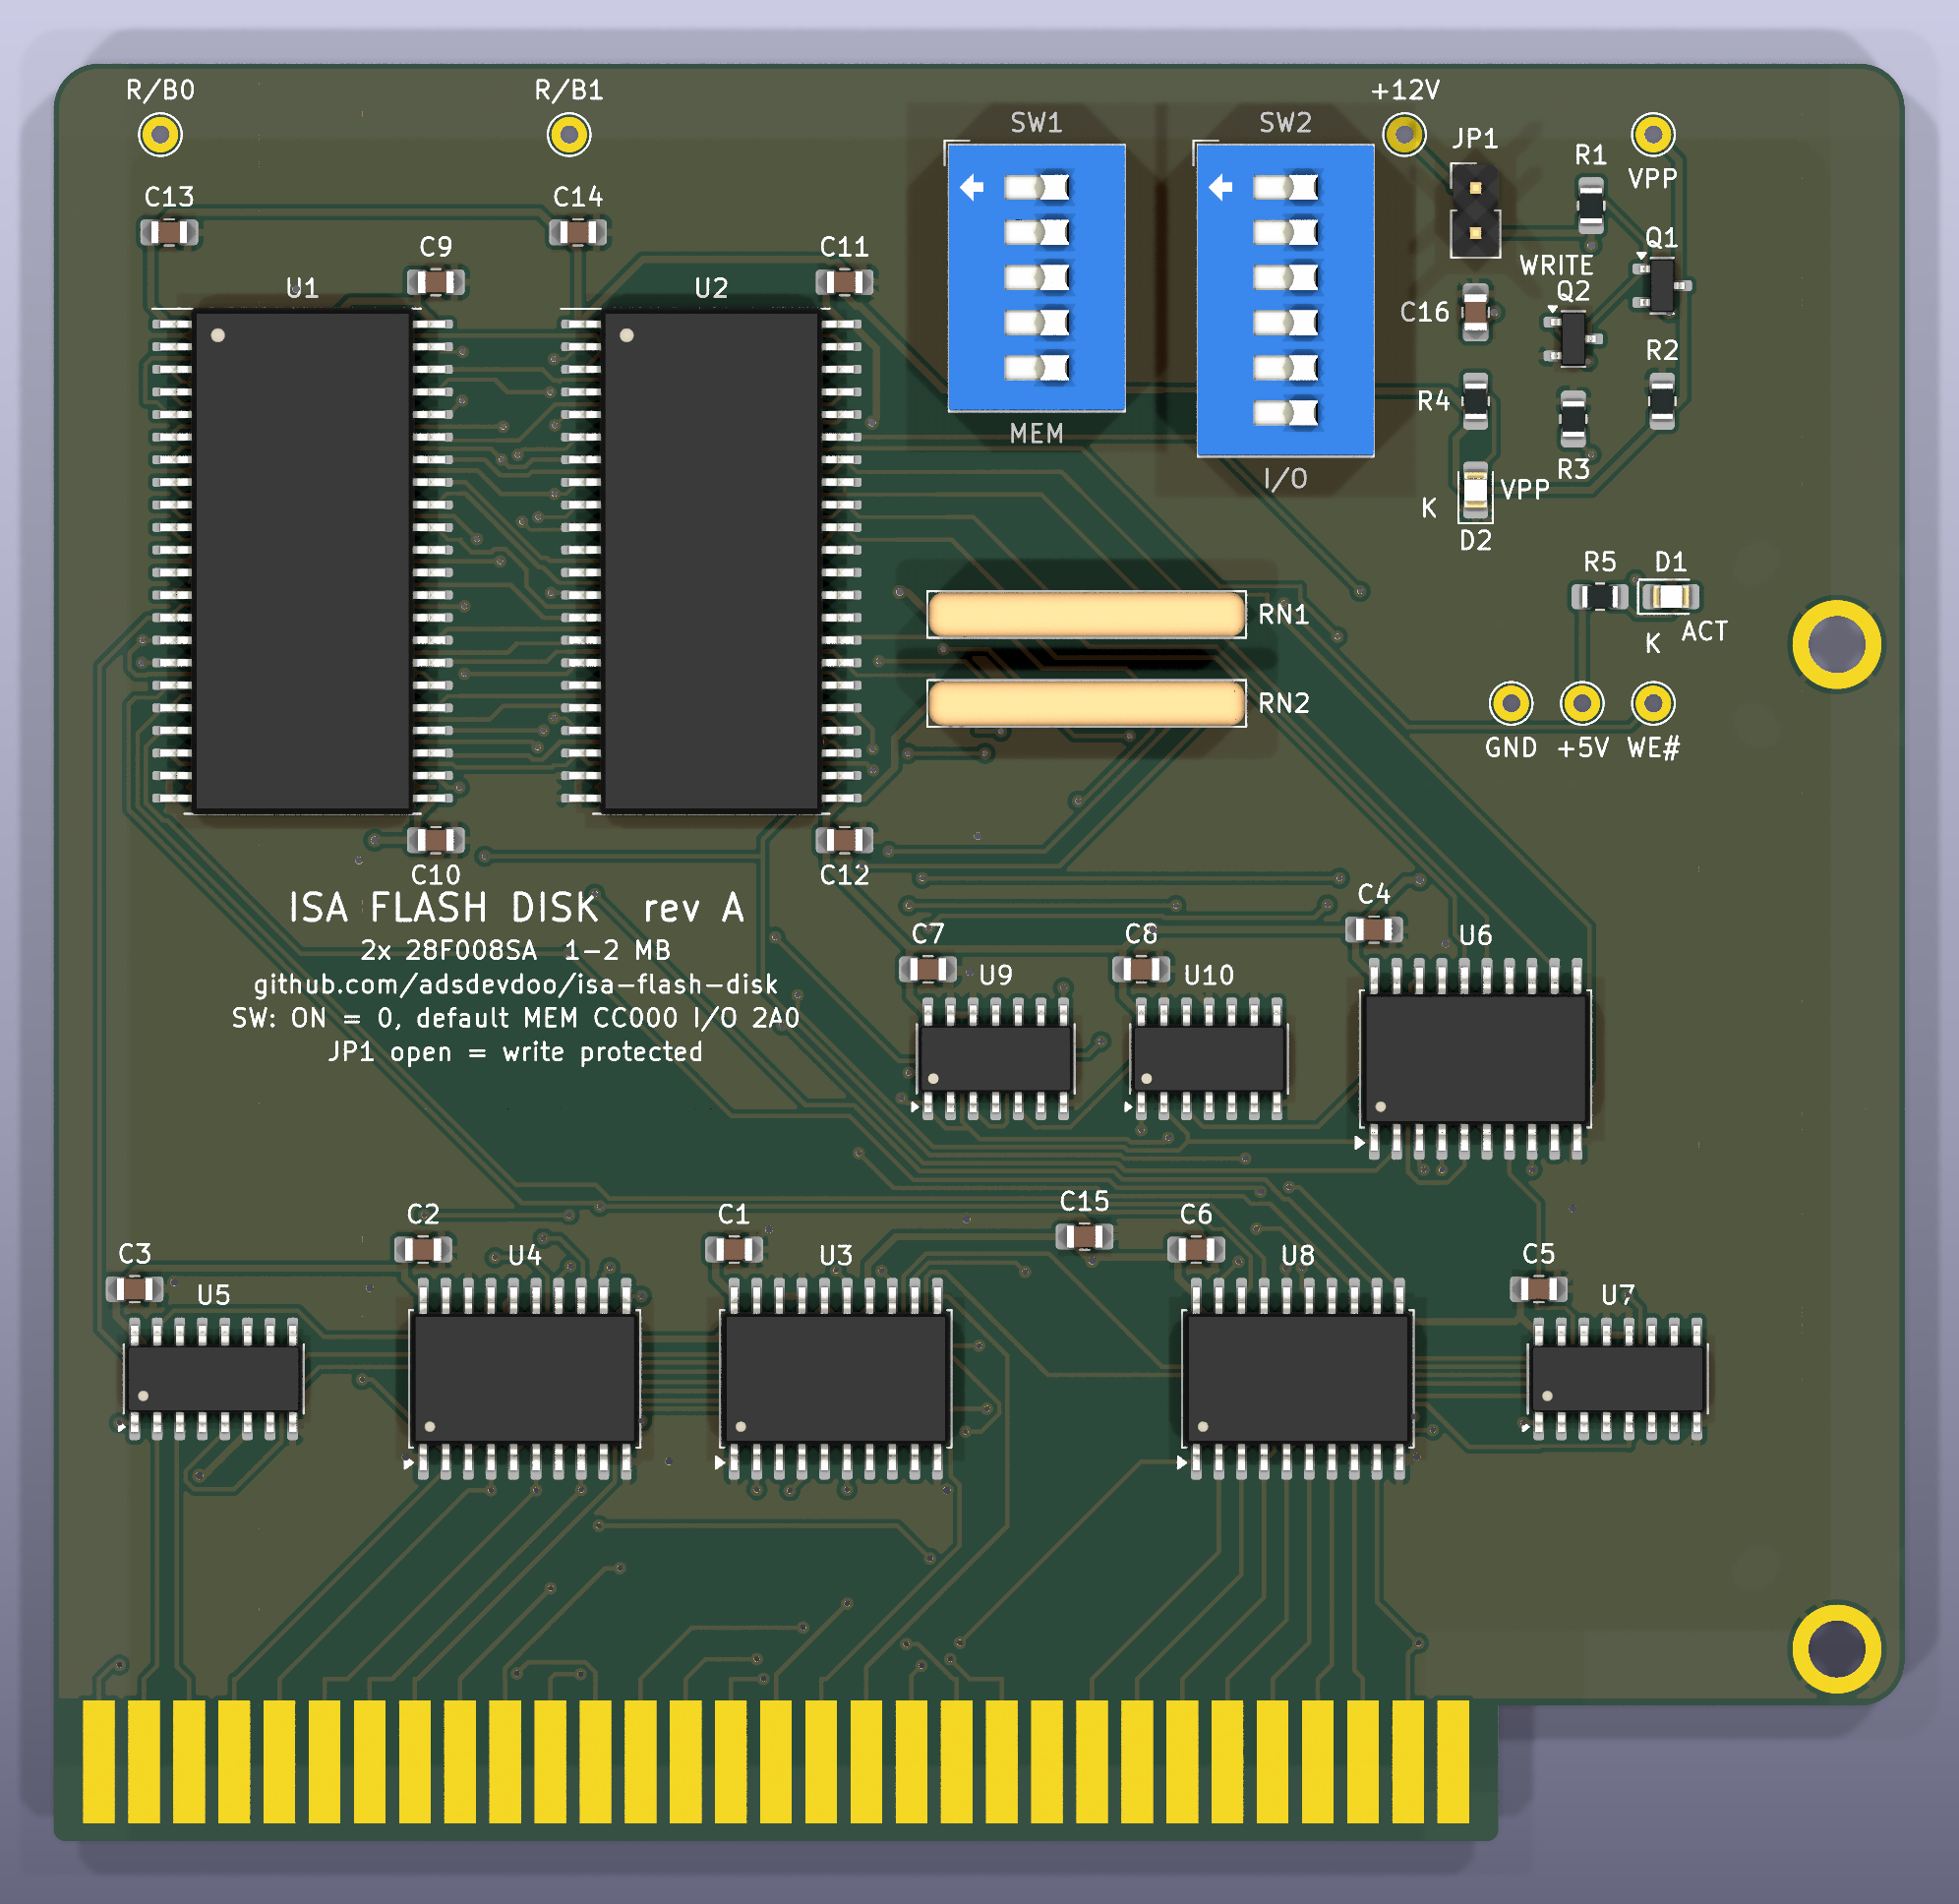 R/B0
R/B1
+12V
SW1
SW2
JP1
R1
VPP
C13
C14
C9
C11
Q1
WRITE
Q2
U1
U2
C16
R2
R4
MEM
I/O
R3
VPP
K
D2
R5
D1
ACT
K
RN1
RN2
GND
+5V
WE#
C10
C12
ISA FLASH DISK rev A
2x 28F008SA 1-2 MB
github.com/adsdevdoo/isa-flash-disk
SW: ON = 0, default MEM CC000 I/O 2A0
JP1 open = write protected
C4
C7
C8
U6
U9
U10
C15
C2
C1
C6
C3
U4
U3
U8
C5
U5
U7